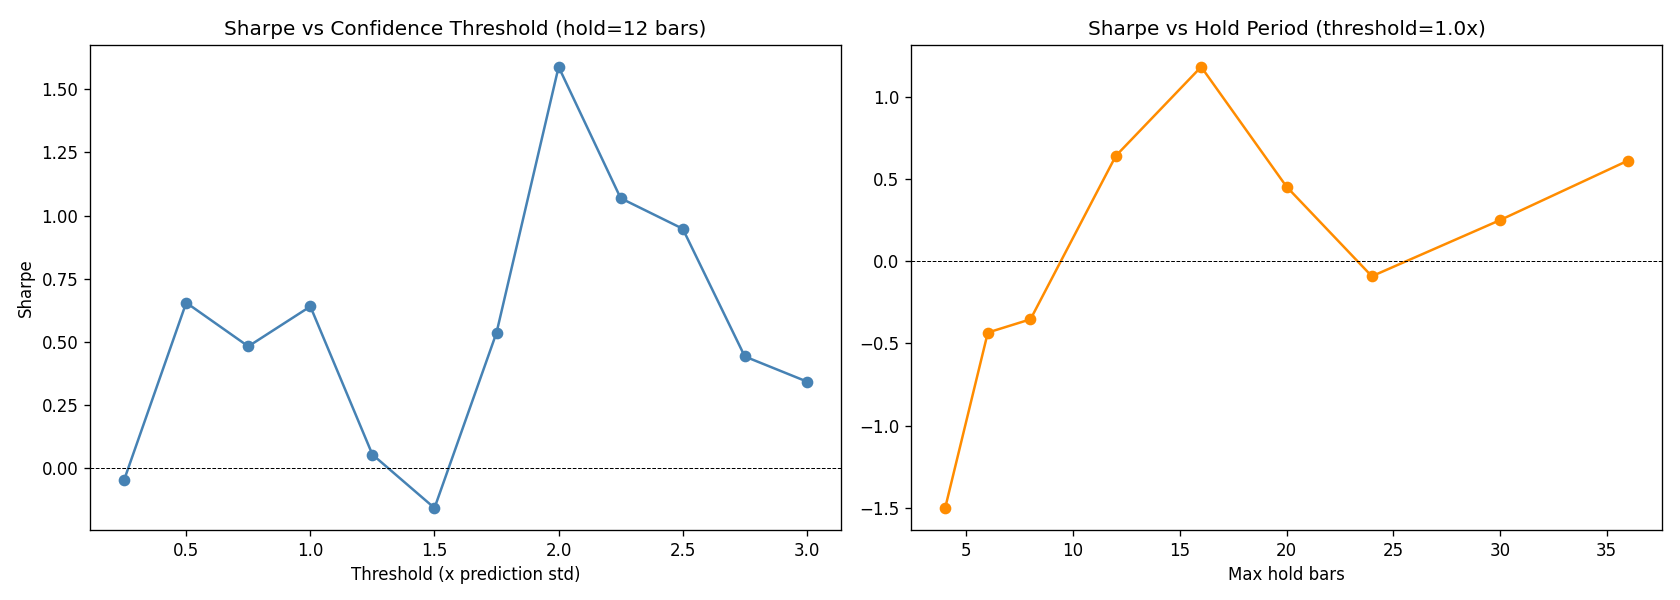 Sharpe vs Confidence Threshold (hold=12 bars)
Sharpe
1.50
1.25
1.00
0.75
0.50
0.25
0.00
0.5 1.0 1.5 2.0 2.5 3.0
Threshold (x prediction std)
Sharpe vs Hold Period (threshold=1.0x)
1.0
0.5
0.0
−0.5
−1.0
−1.5
5 10 15 20 25 30 35
Max hold bars